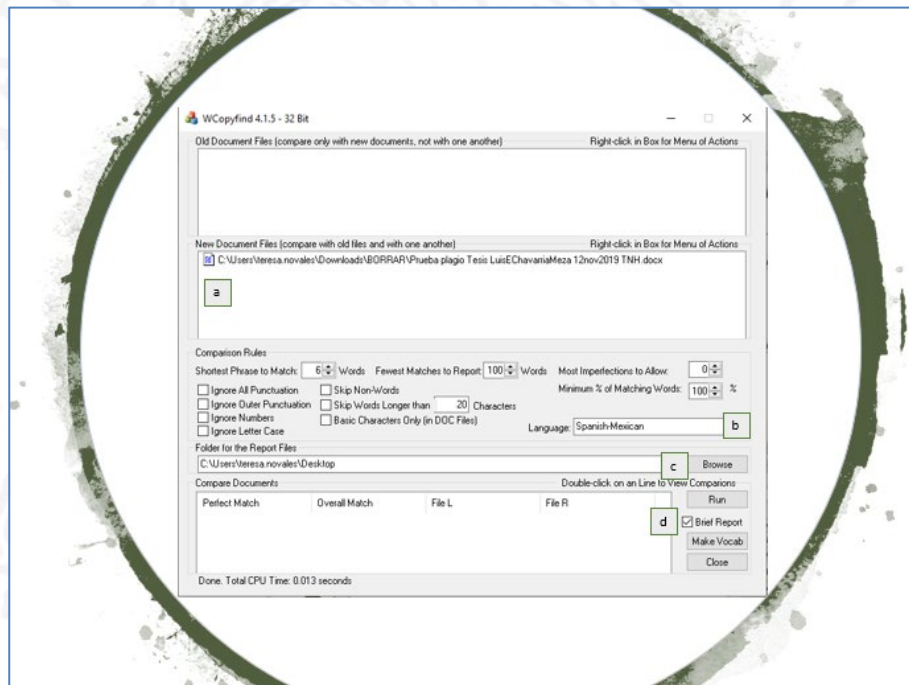 WCopyfind 4.1.5 - 32 Bit
Old Document Files (compare only with new documents, not with one another) Right-click in Box for Menu of Actions
New Document Files (compare with old files and with one another) Right-click in Box for Menu of Actions
C:\Users\teresa.novales\Downloads\BORRAR\Prueba plagio Tesis LuisEChavarriaMeza 12nov2019 TNH.docx
a
Comparison Rules
Shortest Phrase to Match: 6 Words Fewest Matches to Report: 100 Words Most Imperfections to Allow: 0
Ignore All Punctuation Skip Non-Words Minimum % of Matching Words: 100 %
Ignore Outer Punctuation Skip Words Longer than 20 Characters
Ignore Numbers Basic Characters Only (in DOC Files)
Ignore Letter Case Language: Spanish-Mexican b
Folder for the Report Files
C:\Users\teresa.novales\Desktop c Browse
Compare Documents Double-click on an Line to View Comparions
Perfect Match Overall Match File L File R Run
d Brief Report
Make Vocab
Close
Done. Total CPU Time: 0.013 seconds